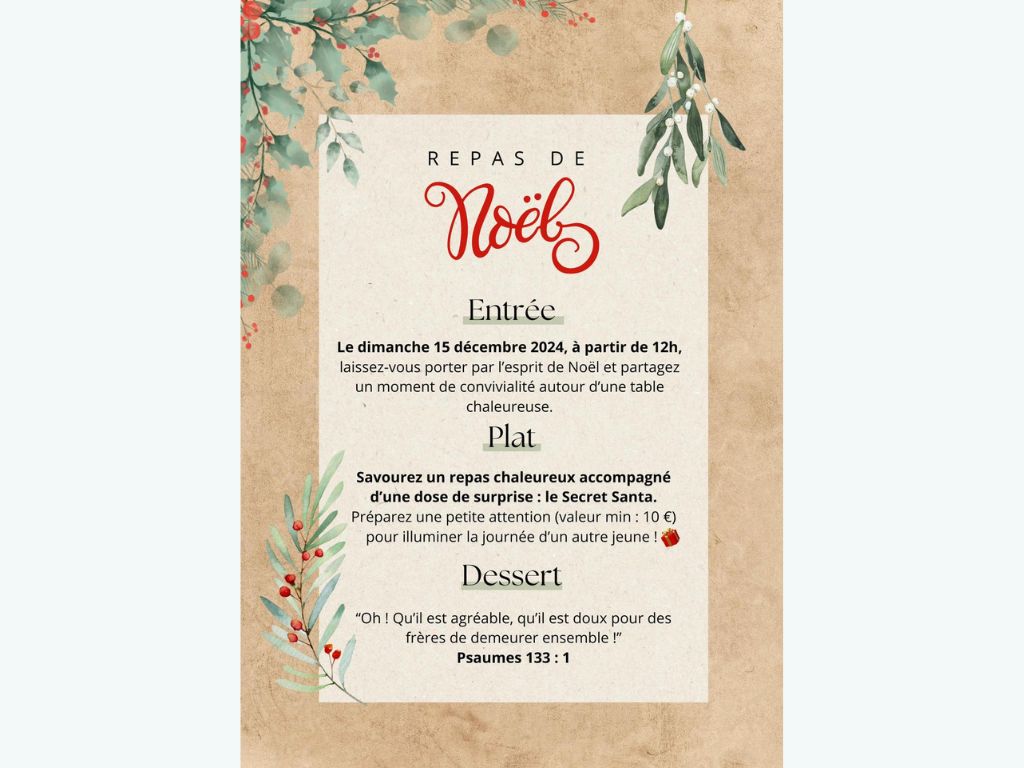 REPAS DE
Noël
Entrée
Le dimanche 15 décembre 2024, à partir de 12h,
laissez-vous porter par l’esprit de Noël et partagez
un moment de convivialité autour d’une table
chaleureuse.
Plat
Savourez un repas chaleureux accompagné
d’une dose de surprise : le Secret Santa.
Préparez une petite attention (valeur min : 10 €)
pour illuminer la journée d’un autre jeune !
Dessert
“Oh ! Qu’il est agréable, qu’il est doux pour des
frères de demeurer ensemble !”
Psaumes 133 : 1